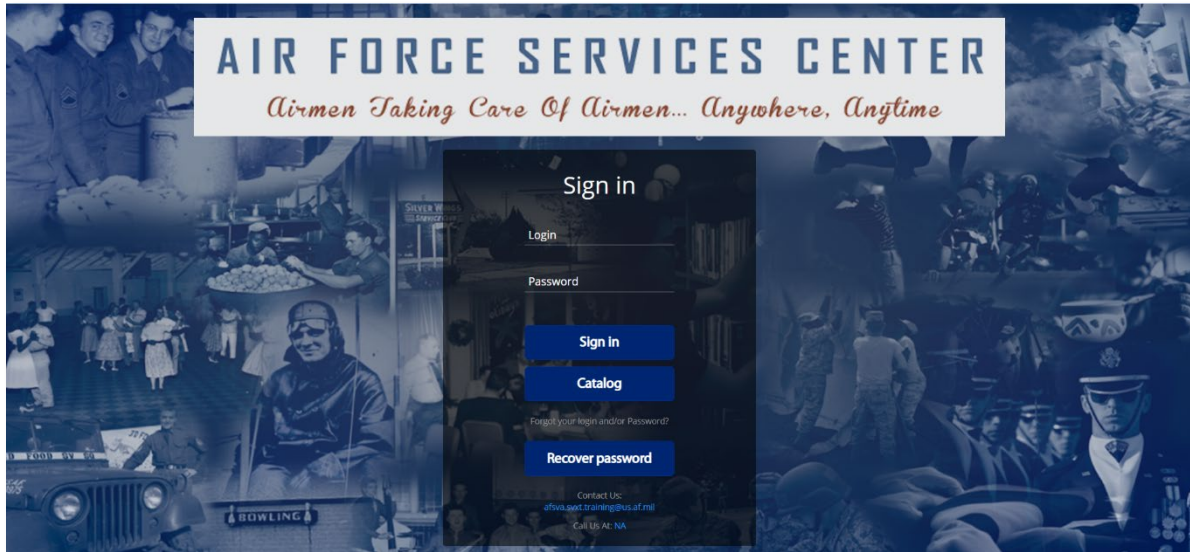 AIR FORCE SERVICES CENTER
Airmen Taking Care Of Airmen... Anywhere, Anytime
Sign in
SILVER WINGS
Login
Password
Sign in
Catalog
Forgot your login and/or Password?
Recover password
FOOD SV
Contact Us:
afsva.svxt.training@us.af.mil
BOWLING
Call Us At: NA